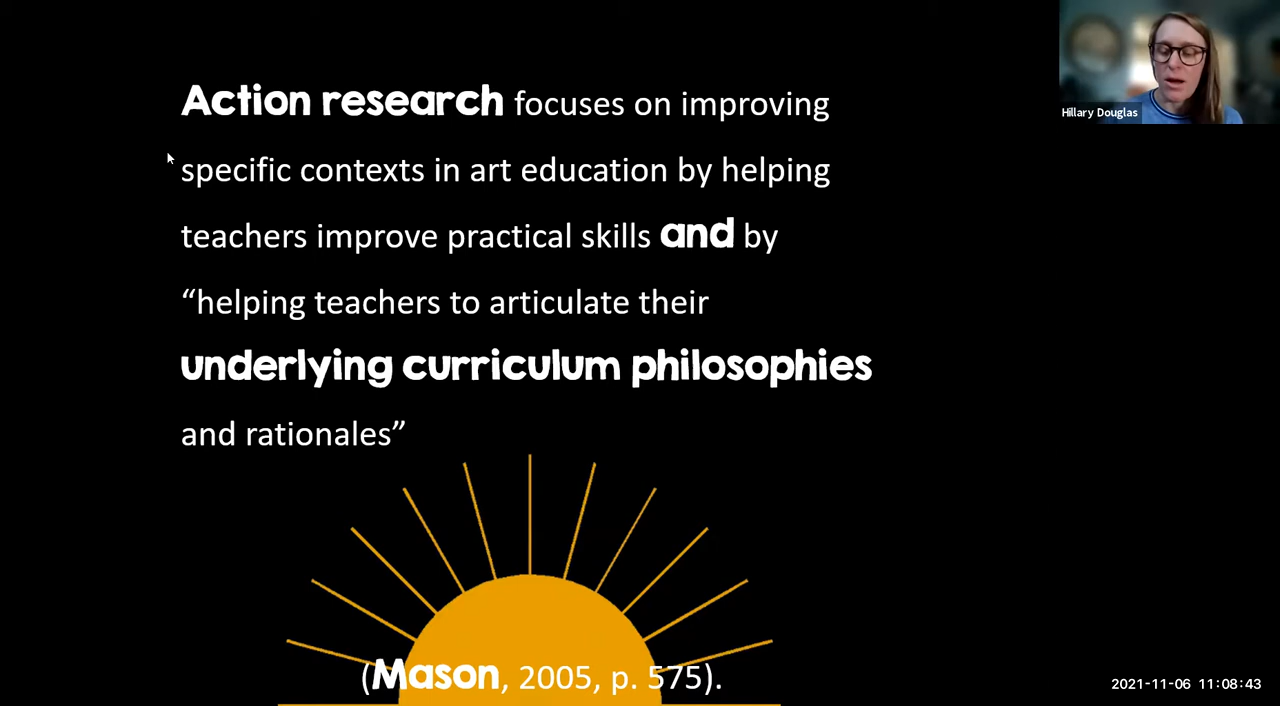 Action research focuses on improving
specific contexts in art education by helping
teachers improve practical skills and by
“helping teachers to articulate their
underlying curriculum philosophies
and rationales”
(Mason, 2005, p. 575).
Hillary Douglas
2021-11-06 11:08:43